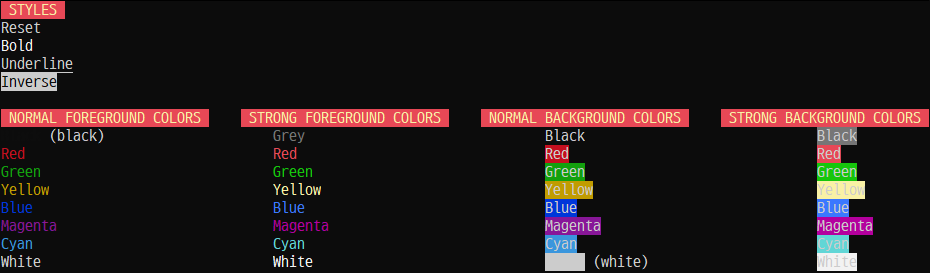 STYLES
Reset
Bold
Underline
Inverse
NORMAL FOREGROUND COLORS STRONG FOREGROUND COLORS NORMAL BACKGROUND COLORS STRONG BACKGROUND COLORS
(black) Grey Black Black
Red Red Red Red
Green Green Green Green
Yellow Yellow Yellow Yellow
Blue Blue Blue Blue
Magenta Magenta Magenta Magenta
Cyan Cyan Cyan Cyan
White White (white) White